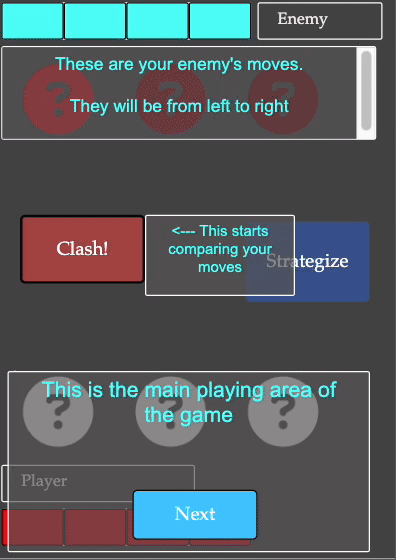 Enemy
These are your enemy's moves.
They will be from left to right
? ? ?
Clash!
<--- This starts
comparing your
moves
Strategize
This is the main playing area of
the game
? ? ?
Player
Next